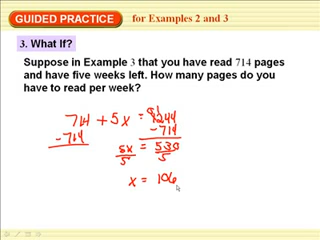 GUIDED PRACTICE for Examples 2 and 3
3. What If?
Suppose in Example 3 that you have read 714 pages
and have five weeks left. How many pages do you
have to read per week?
714 + 5x = 1244
-714 -714
5x/5 = 530/5
x = 106